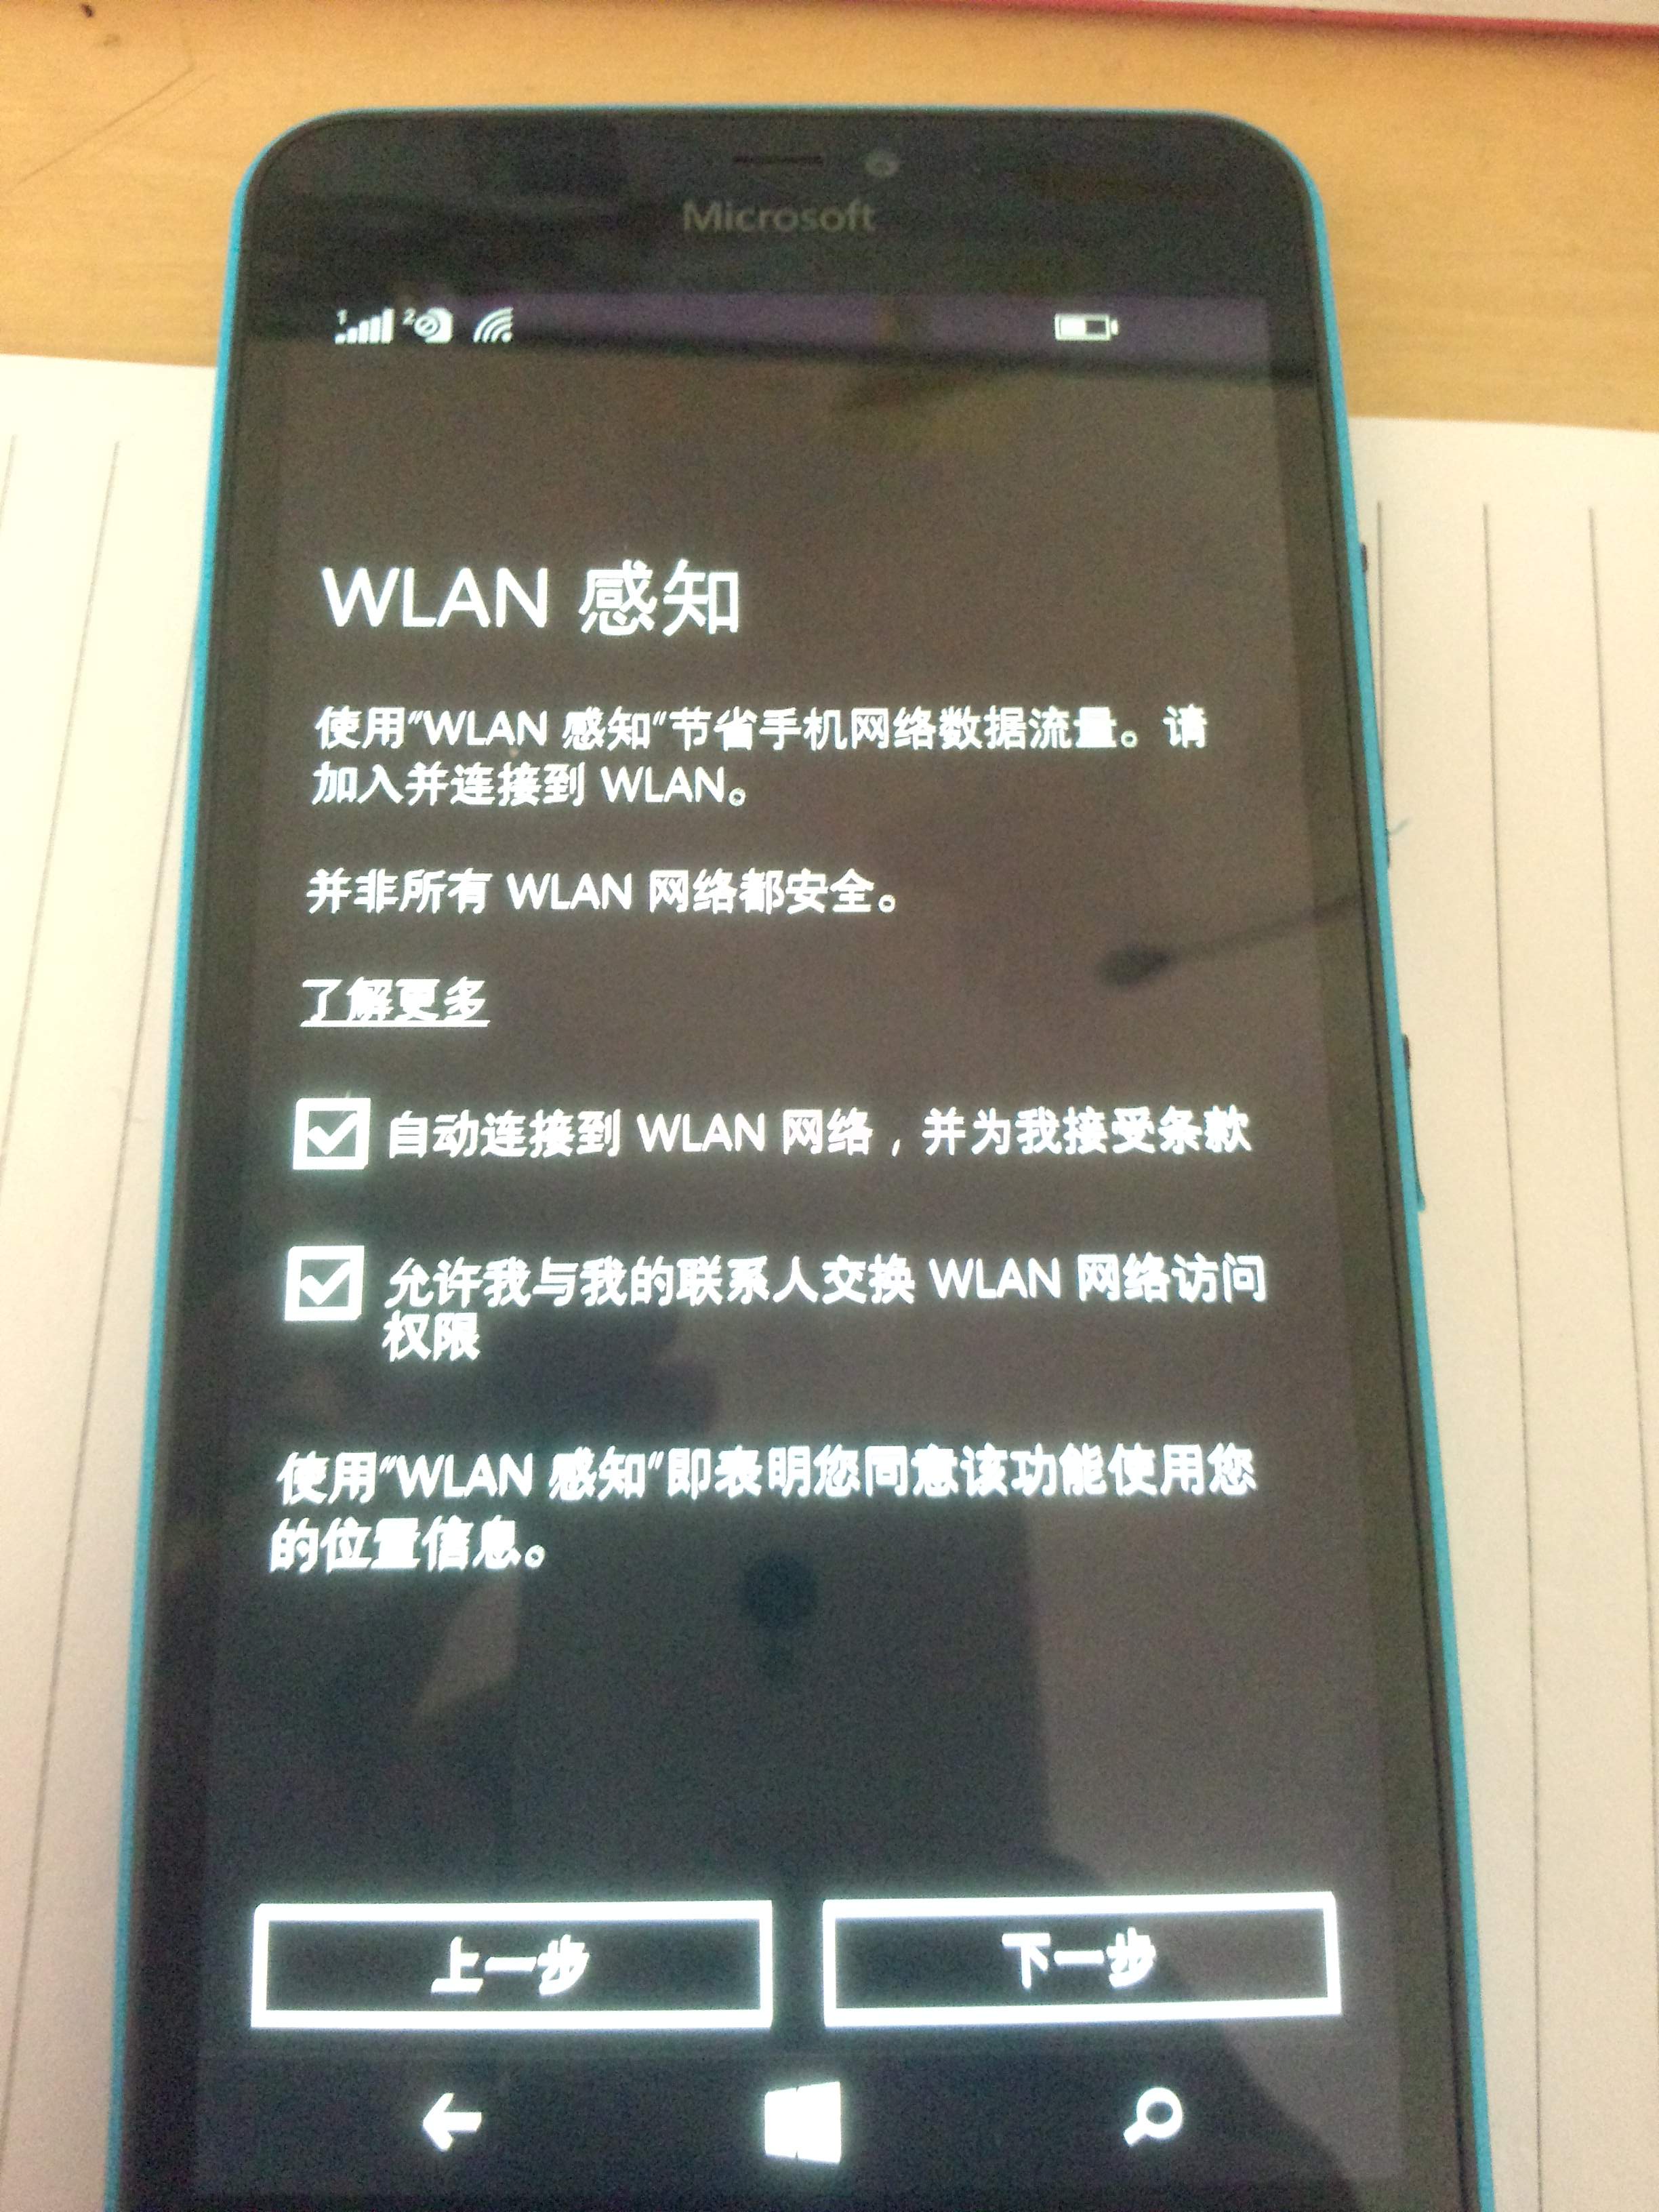 Microsoft
1 2
WLAN 感知
使用“WLAN 感知”节省手机网络数据流量。请
加入并连接到 WLAN。
并非所有 WLAN 网络都安全。
了解更多
自动连接到 WLAN 网络，并为我接受条款
允许我与我的联系人交换 WLAN 网络访问
权限
使用“WLAN 感知”即表明您同意该功能使用您
的位置信息。
上一步 下一步